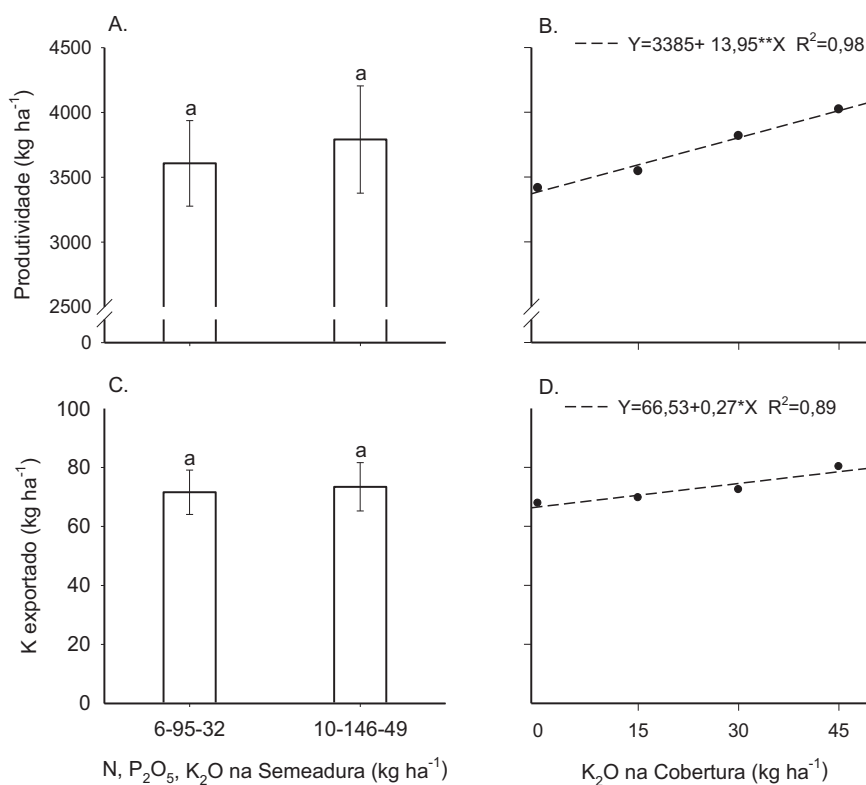 A.
4500
4000
3500
3000
2500
0
Produtividade (kg ha⁻¹)
a
a
B.
Y=3385+ 13,95**X R²=0,98
C.
100
80
60
40
20
0
K exportado (kg ha⁻¹)
a
a
6-95-32
10-146-49
N, P₂O₅, K₂O na Semeadura (kg ha⁻¹)
D.
Y=66,53+0,27*X R²=0,89
0
15
30
45
K₂O na Cobertura (kg ha⁻¹)